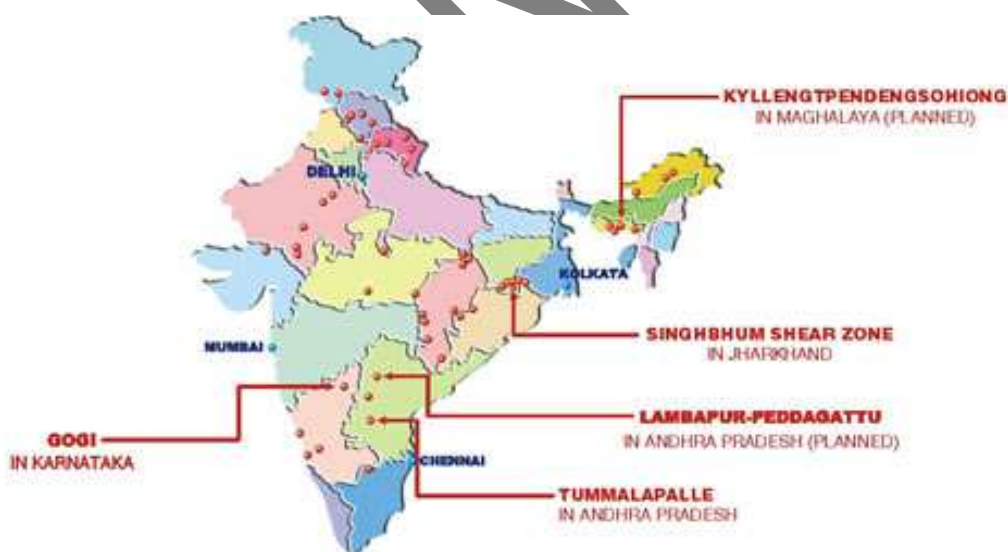 KYLLENGTPENDENGSOHIONG
IN MAGHALAYA (PLANNED)
DELHI
KOLKATA
SINGHBHUM SHEAR ZONE
IN JHARKHAND
MUMBAI
LAMBAPUR-PEDDAGATTU
IN ANDHRA PRADESH (PLANNED)
GOGI
IN KARNATAKA
CHENNAI
TUMMALAPALLE
IN ANDHRA PRADESH